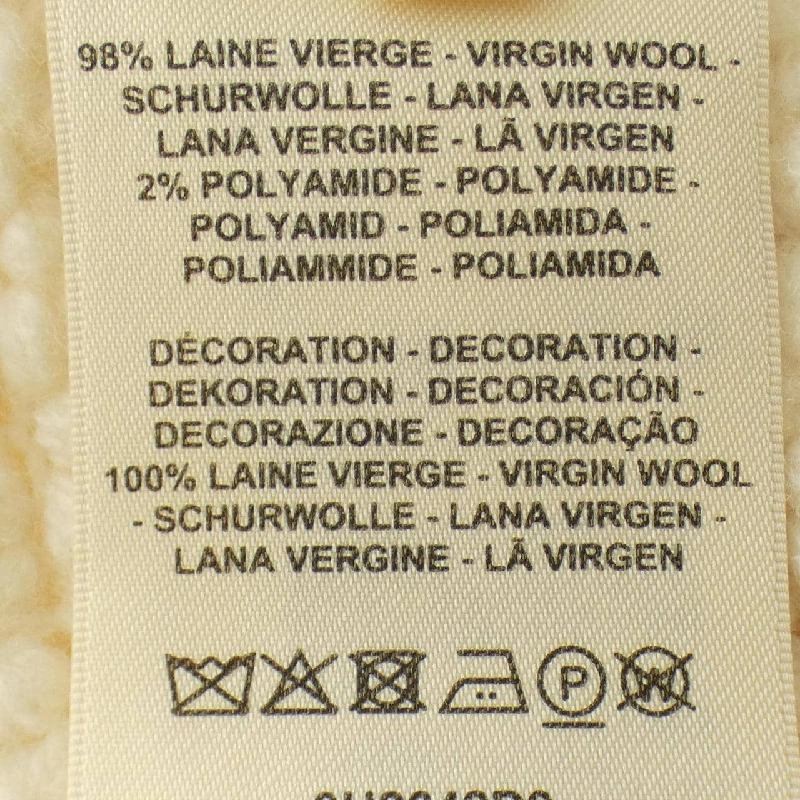 98% LAINE VIERGE - VIRGIN WOOL -
SCHURWOLLE - LANA VIRGEN -
LANA VERGINE - LÃ VIRGEN
2% POLYAMIDE - POLYAMIDE -
POLYAMID - POLIAMIDA -
POLIAMMIDE - POLIAMIDA
DÉCORATION - DECORATION -
DEKORATION - DECORACIÓN -
DECORAZIONE - DECORAÇÃO
100% LAINE VIERGE - VIRGIN WOOL
- SCHURWOLLE - LANA VIRGEN -
LANA VERGINE - LÃ VIRGEN
P W